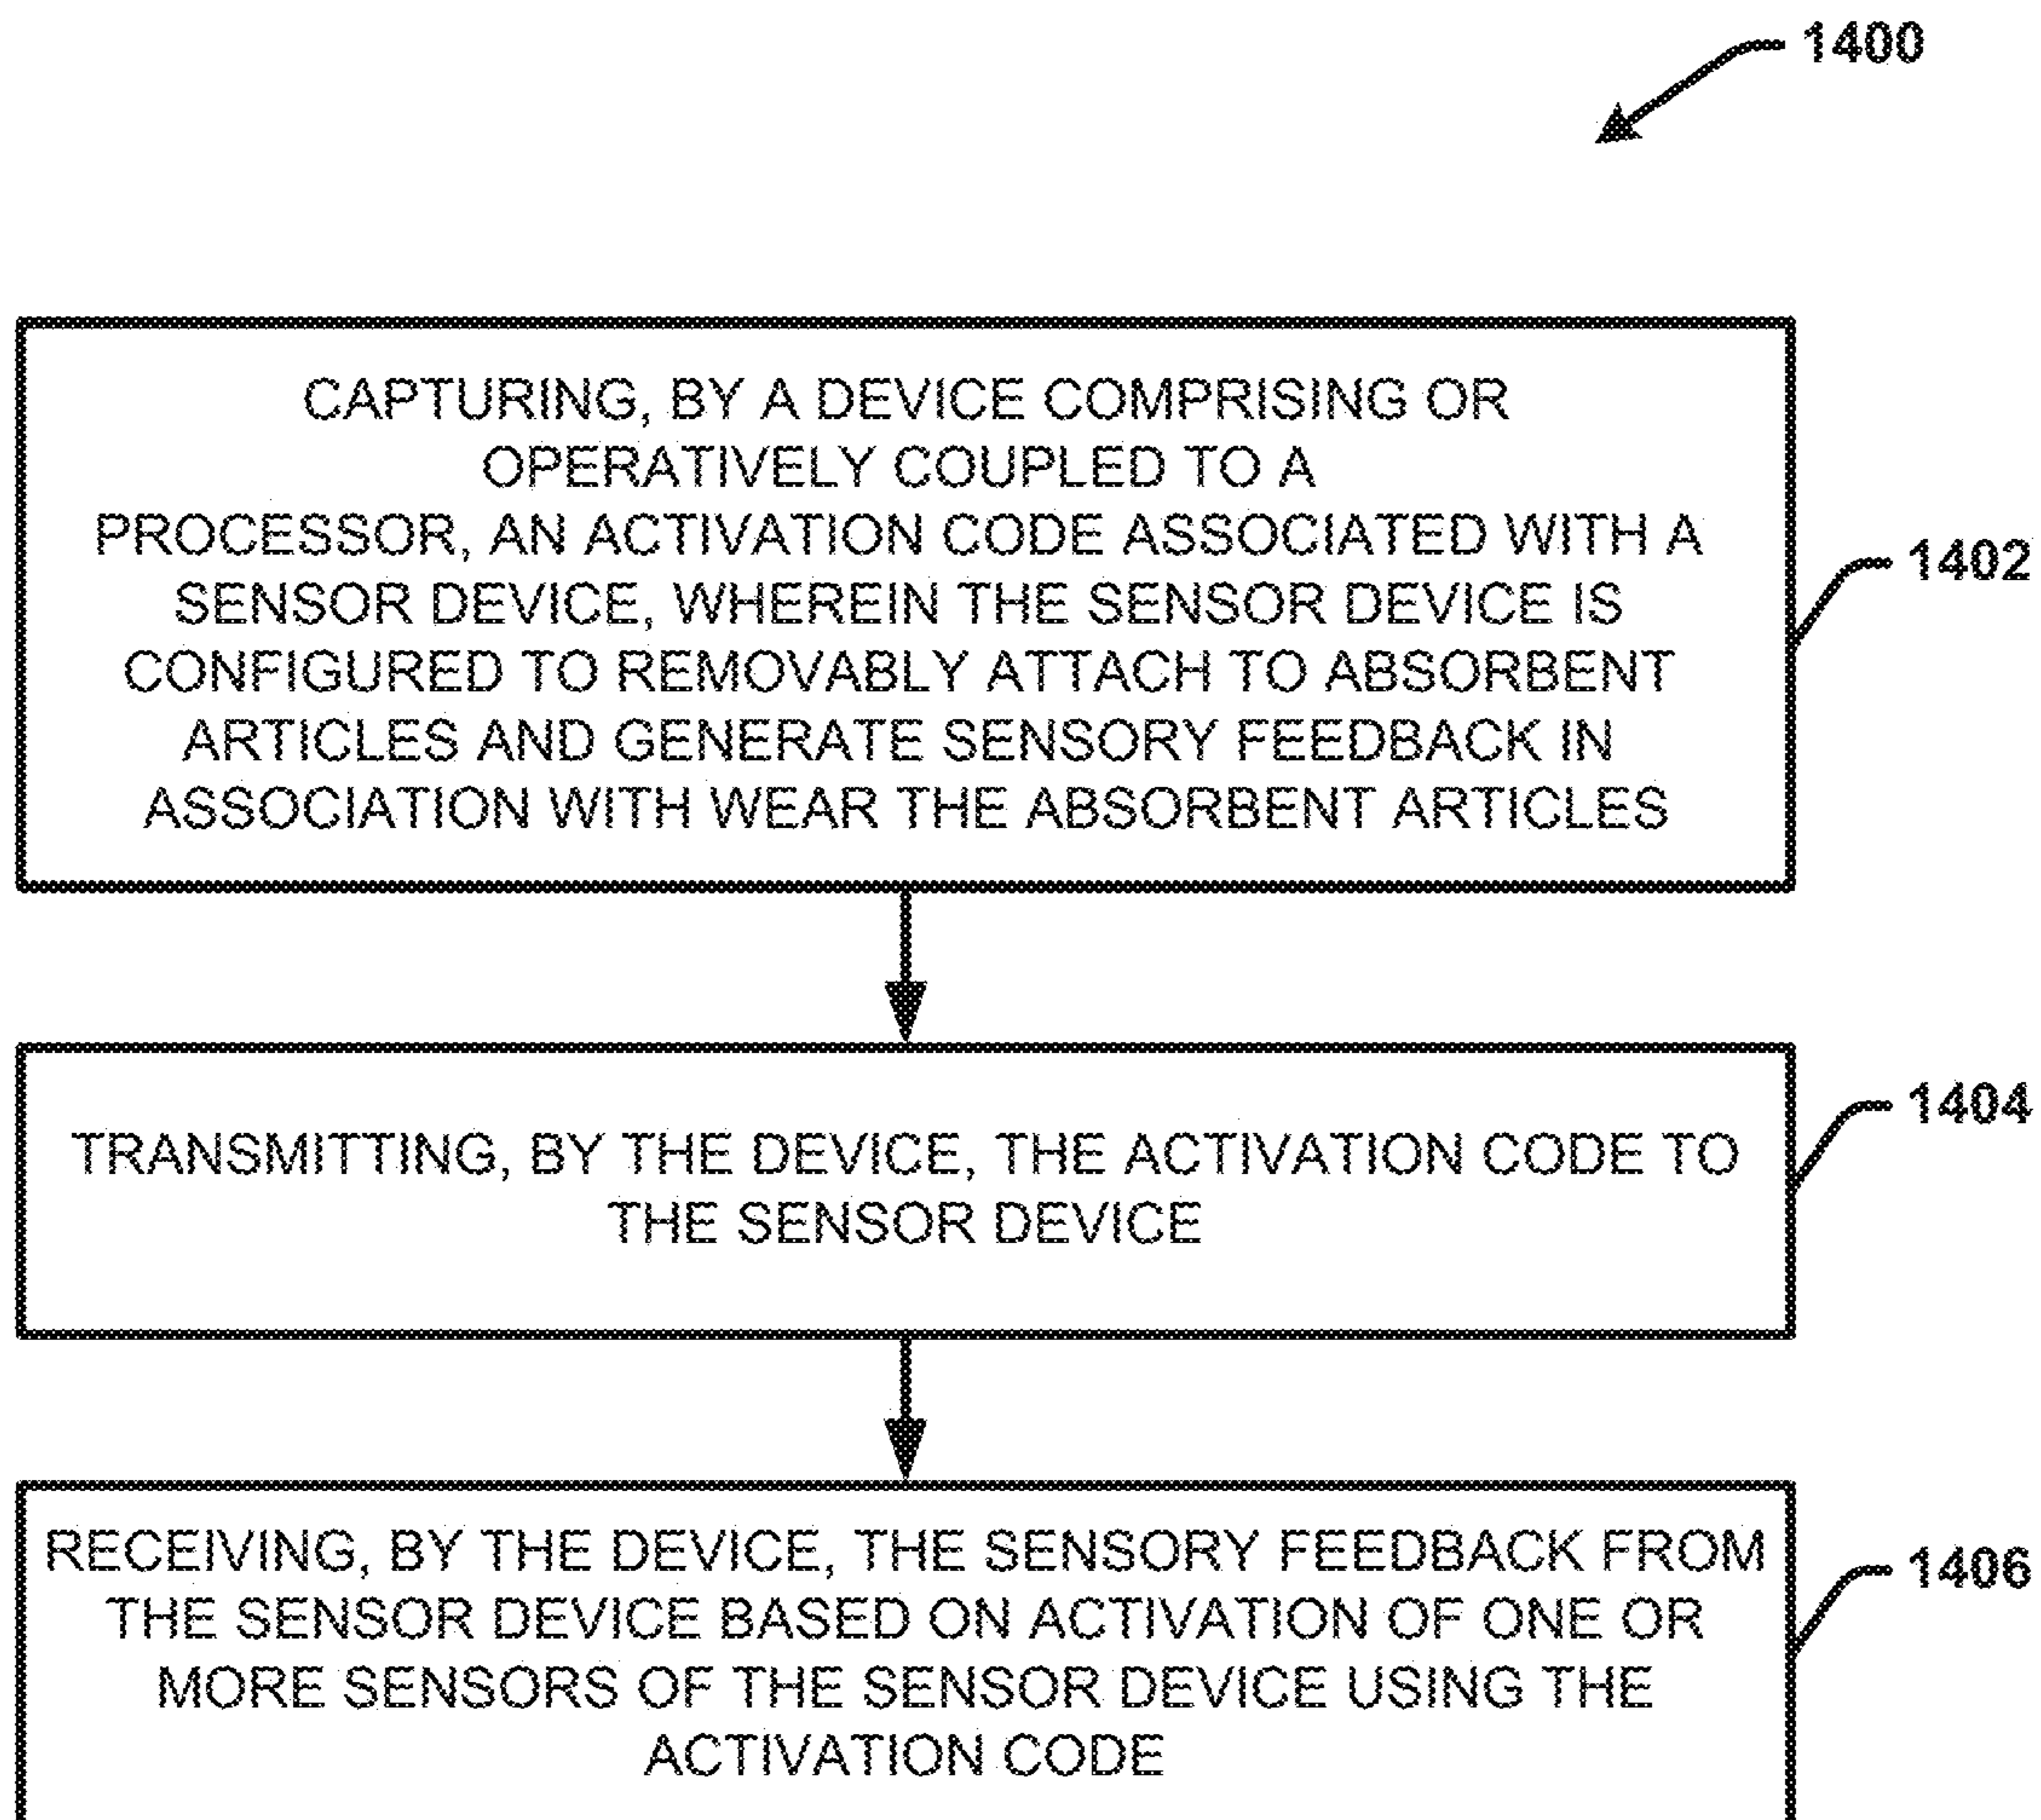 1400
CAPTURING, BY A DEVICE COMPRISING OR
OPERATIVELY COUPLED TO A
PROCESSOR, AN ACTIVATION CODE ASSOCIATED WITH A
SENSOR DEVICE, WHEREIN THE SENSOR DEVICE IS
CONFIGURED TO REMOVABLY ATTACH TO ABSORBENT
ARTICLES AND GENERATE SENSORY FEEDBACK IN
ASSOCIATION WITH WEAR THE ABSORBENT ARTICLES
1402
TRANSMITTING, BY THE DEVICE, THE ACTIVATION CODE TO
THE SENSOR DEVICE
1404
RECEIVING, BY THE DEVICE, THE SENSORY FEEDBACK FROM
THE SENSOR DEVICE BASED ON ACTIVATION OF ONE OR
MORE SENSORS OF THE SENSOR DEVICE USING THE
ACTIVATION CODE
1406